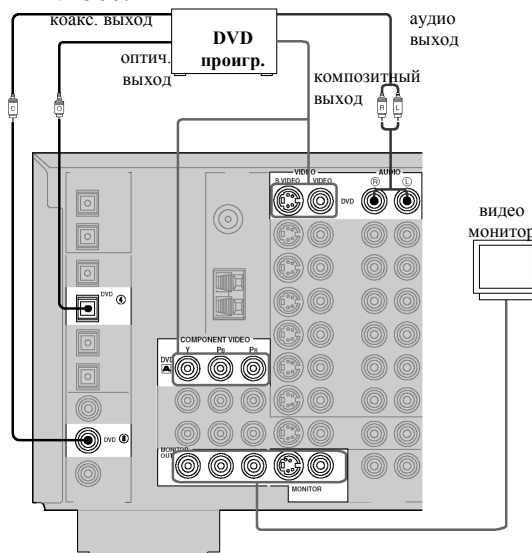 коакс. выход
DVD
проигр.
аудио
выход
оптич.
выход
композитный
выход
C
O
R
L
VIDEO
AUDIO
S VIDEO
VIDEO
R
L
DVD
видео
монитор
DVD
COMPONENT VIDEO
Y
PB
PR
DVD
A
DVD
MONITOR
OUT
MONITOR